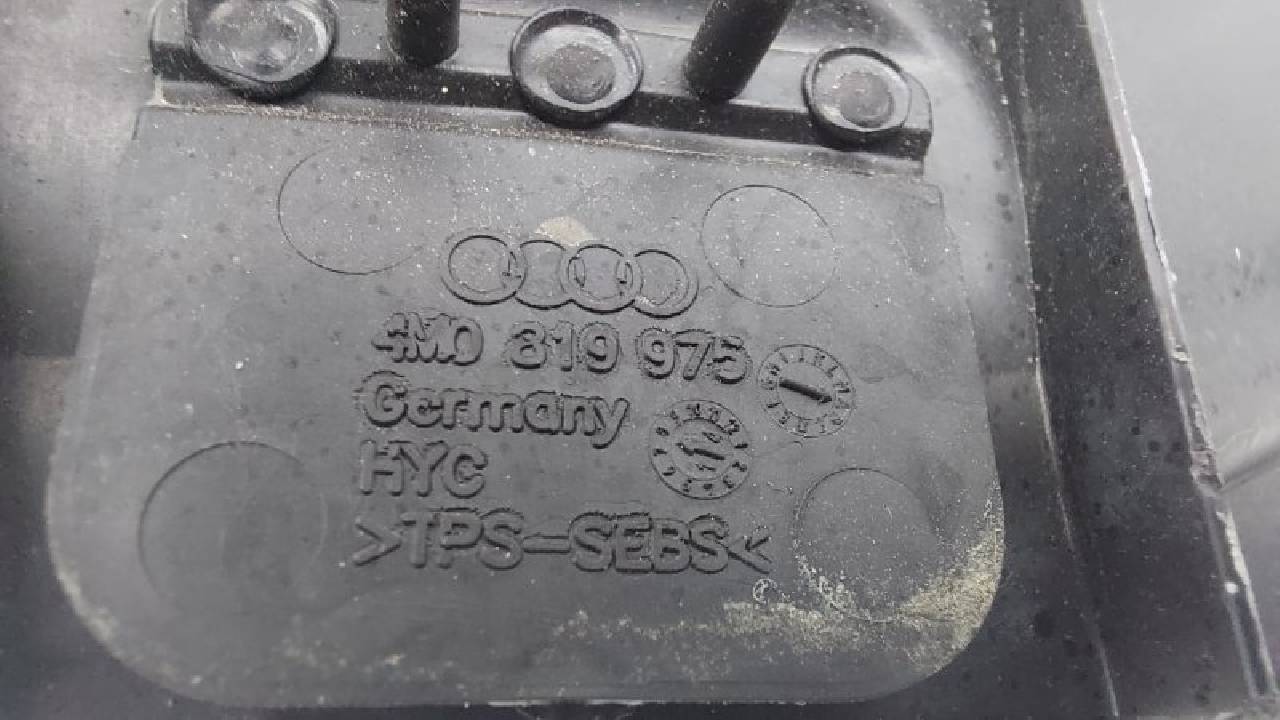 4M0 819 975
Germany
HYC
>TPS-SEBS<